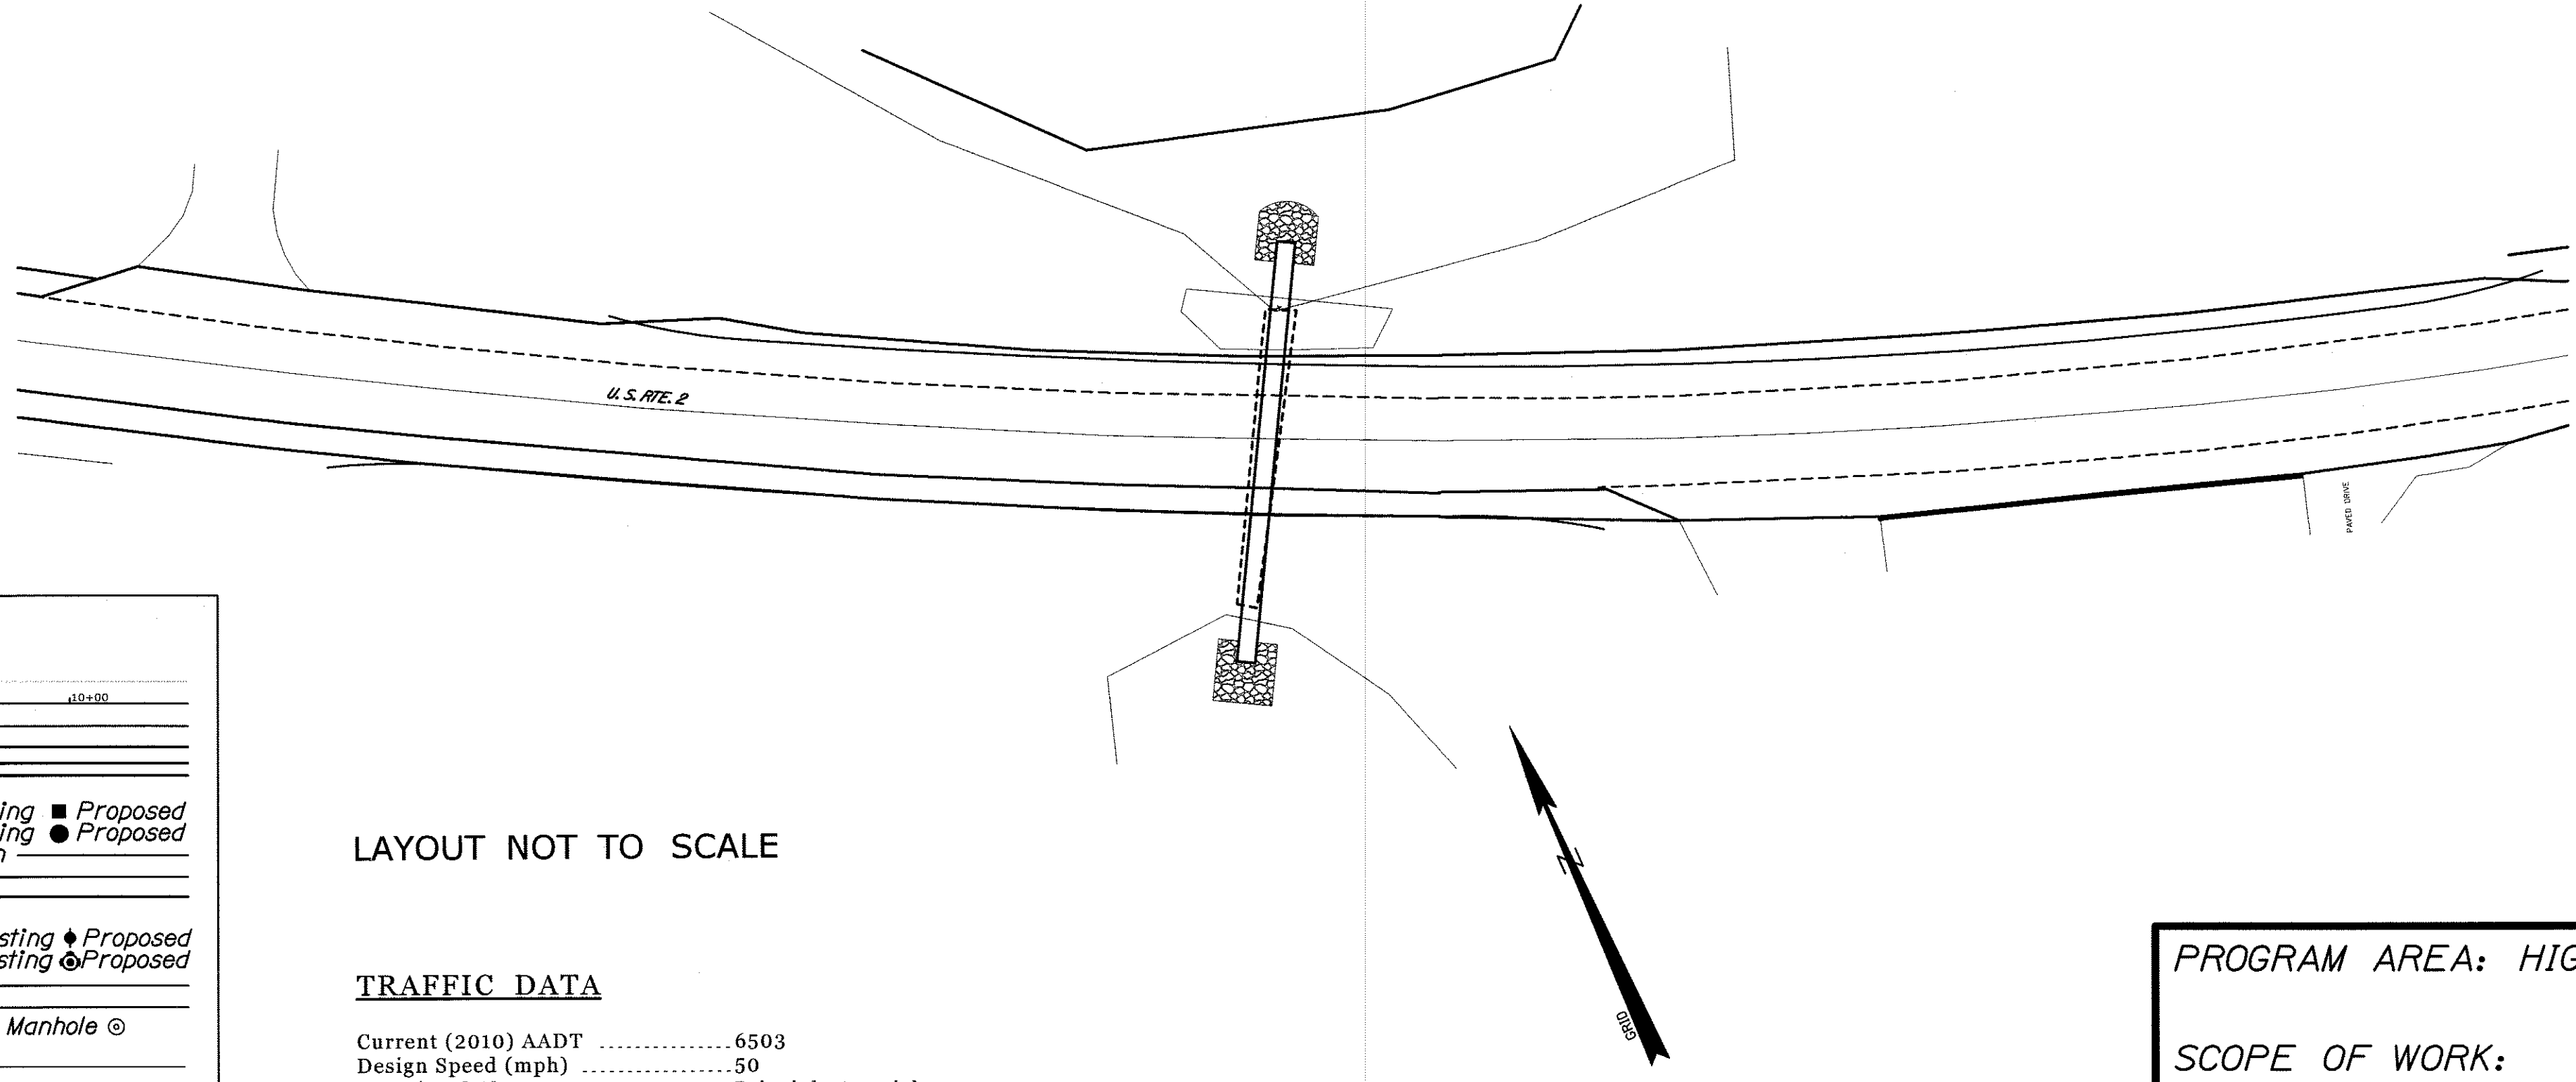 U. S. RTE. 2
PAVED DRIVE
10+00
ing ■ Proposed
ing ● Proposed
LAYOUT NOT TO SCALE
sting Proposed
sting Proposed
Manhole
TRAFFIC DATA
Current (2010) AADT ..............6503
Design Speed (mph) ................50
N
GRID
PROGRAM AREA: HIG
SCOPE OF WORK: